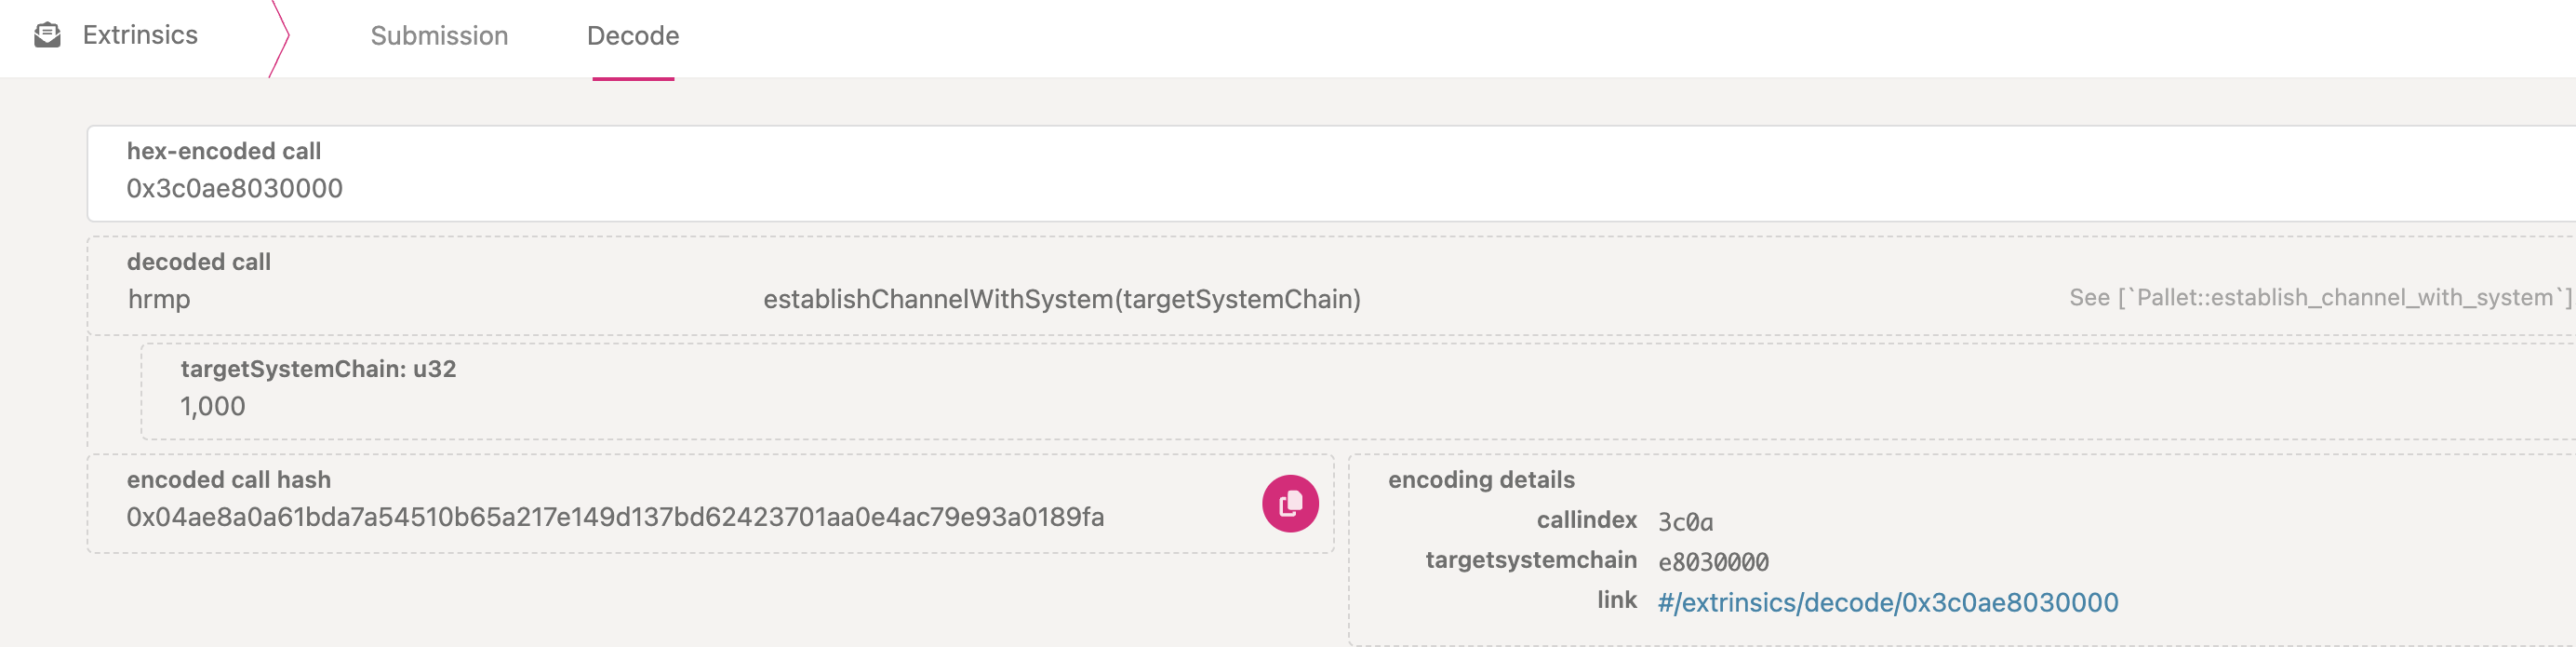 Extrinsics
Submission
Decode
hex-encoded call
0x3c0ae8030000
decoded call
hrmp
establishChannelWithSystem(targetSystemChain)
See [`Pallet::establish_channel_with_system`]
targetSystemChain: u32
1,000
encoded call hash
0x04ae8a0a61bda7a54510b65a217e149d137bd62423701aa0e4ac79e93a0189fa
encoding details
callindex 3c0a
targetsystemchain e8030000
link #/extrinsics/decode/0x3c0ae8030000